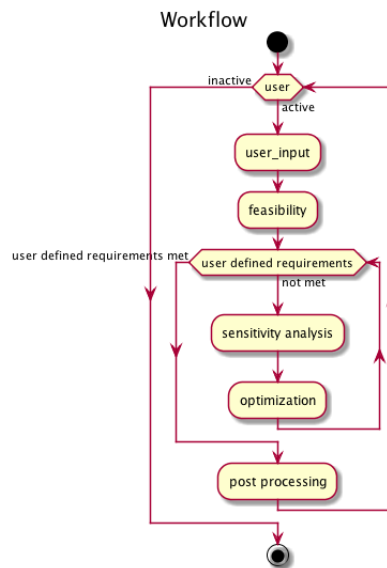 Workflow
inactive
user
active
user_input
feasibility
user defined requirements met
user defined requirements
not met
sensitivity analysis
optimization
post processing